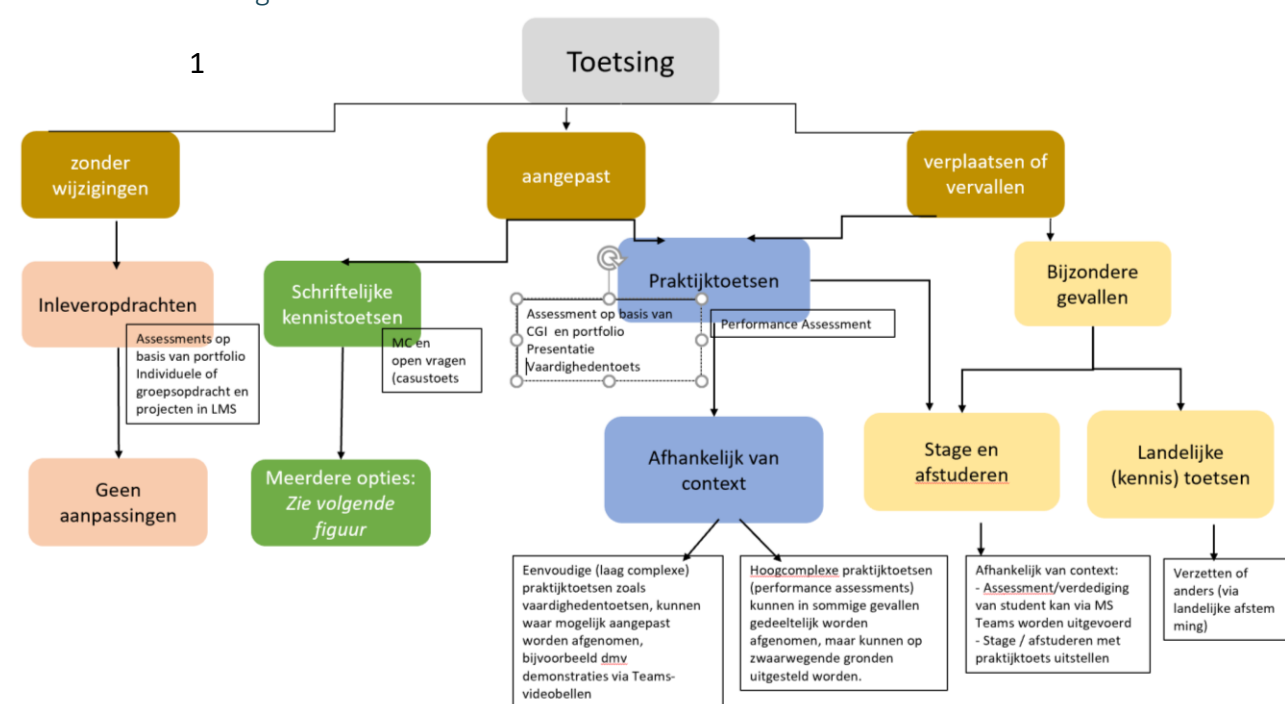 1
Toetsing
zonder
wijzigingen
aangepast
verplaatsen of
vervallen
Inleveropdrachten
Assessments op
basis van portfolio
Individuele of
groepsopdracht en
projecten in LMS
Schriftelijke
kennistoetsen
MC en
open vragen
(casustoets
Praktijktoetsen
Assessment op basis van
CGI en portfolio
Presentatie
Vaardighedentoets
Performance Assessment
Bijzondere
gevallen
Geen
aanpassingen
Meerdere opties:
Zie volgende
figuur
Afhankelijk van
context
Stage en
afstuderen
Landelijke
(kennis) toetsen
Eenvoudige (laag complexe)
praktijktoetsen zoals
vaardighedentoetsen, kunnen
waar mogelijk aangepast
worden afgenomen,
bijvoorbeeld dmv
demonstraties via Teams-
videobellen
Hoogcomplexe praktijktoetsen
(performance assessments)
kunnen in sommige gevallen
gedeeltelijk worden
afgenomen, maar kunnen op
zwaarwegende gronden
uitgesteld worden.
Afhankelijk van context:
- Assessment/verdediging
van student kan via MS
Teams worden uitgevoerd
- Stage / afstuderen met
praktijktoets uitstellen
Verzetten of
anders (via
landelijke afstem
ming)